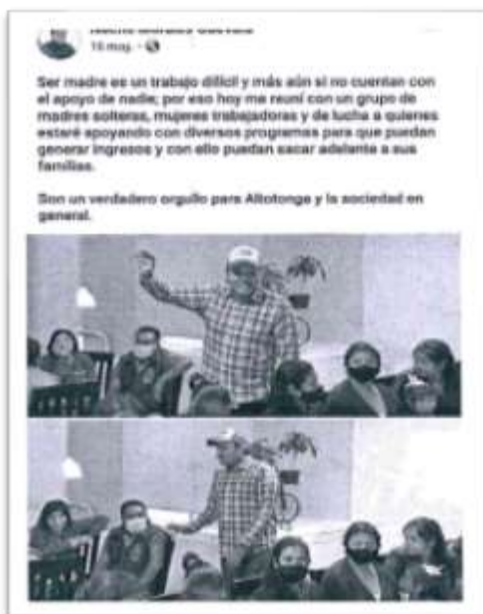 16 may. ·
Ser madre es un trabajo difícil y más aún si no cuentan con
el apoyo de nadie; por eso hoy me reuní con un grupo de
madres solteras, mujeres trabajadoras y de lucha a quienes
estaré apoyando con diversos programas para que puedan
generar ingresos y con ello puedan sacar adelante a sus
familias.
Son un verdadero orgullo para Altotonga y la sociedad en
general.